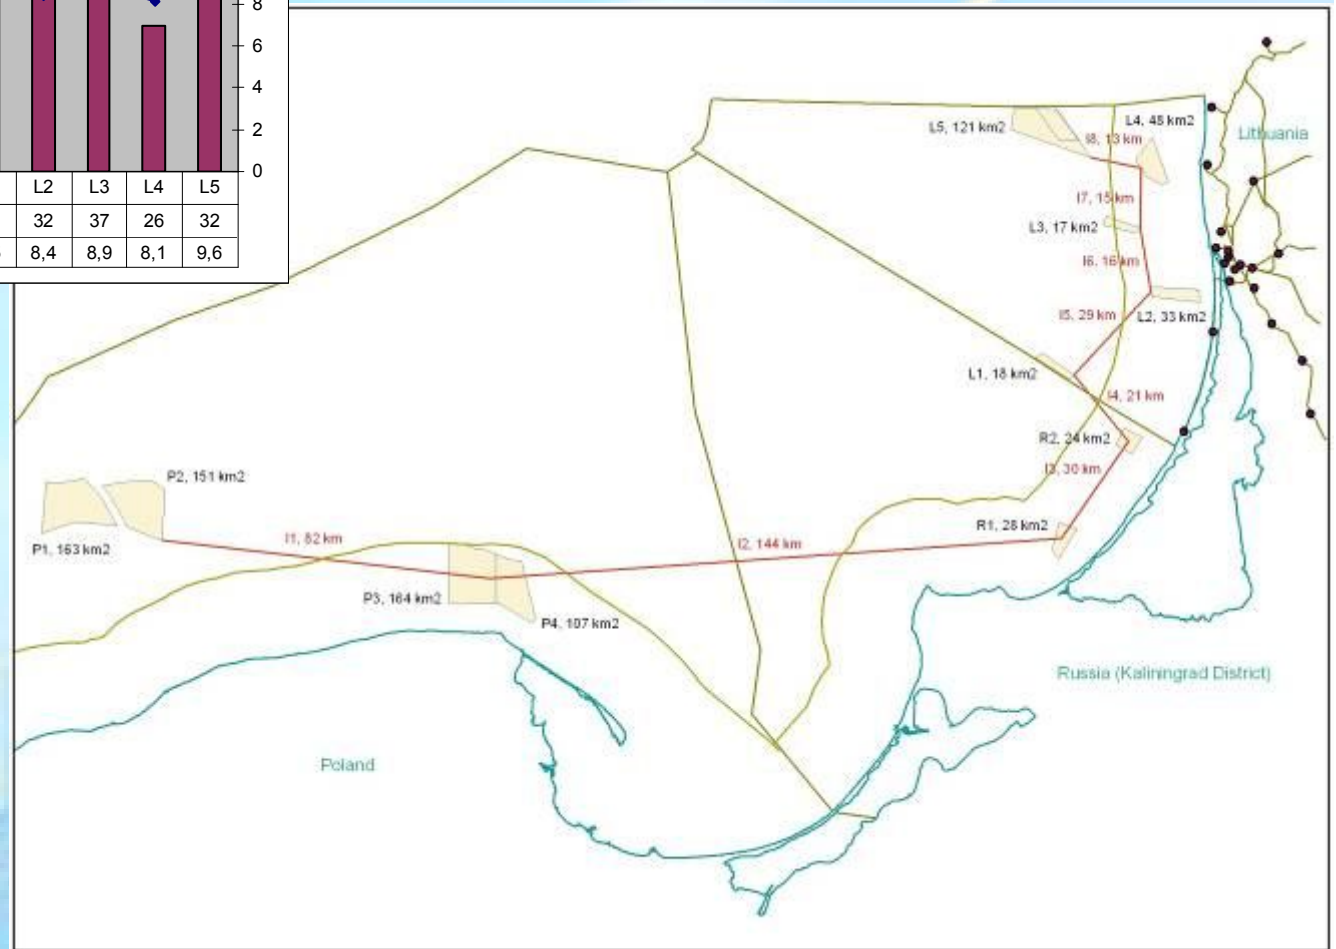 8
6
4
2
0
L2 L3 L4 L5
32 37 26 32
8,4 8,9 8,1 9,6
L5, 121 km2
L4, 48 km2
Lithuania
I8, 13 km
I7, 15 km
L3, 17 km2
I6, 16 km
I5, 29 km
L2, 33 km2
L1, 18 km2
I4, 21 km
R2, 24 km2
I3, 30 km
P2, 151 km2
R1, 28 km2
P1, 163 km2
I1, 82 km
I2, 144 km
P3, 164 km2
P4, 107 km2
Russia (Kaliningrad District)
Poland